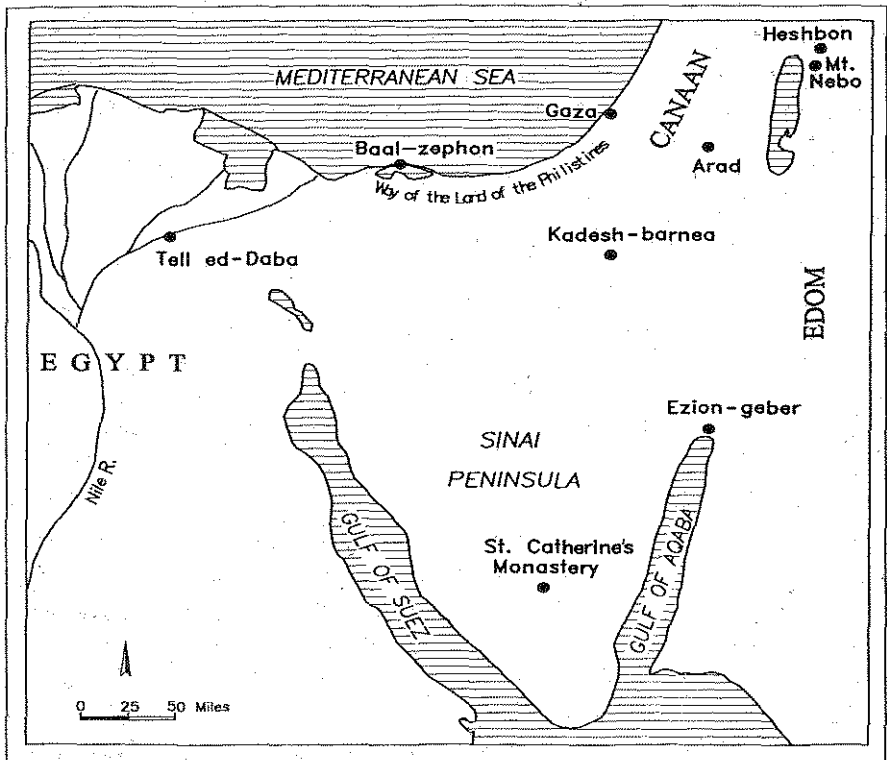 Heshbon
Mt.
Nebo
MEDITERRANEAN SEA
CANAAN
Gaza
Baal-zephon
Arad
Way of the Land of the Philistines
Kadesh-barnea
Tell ed-Daba
EDOM
EGYPT
Ezion-geber
SINAI
PENINSULA
Nile R.
GULF OF SUEZ
St. Catherine's
Monastery
GULF OF AQABA
0 25 50 Miles